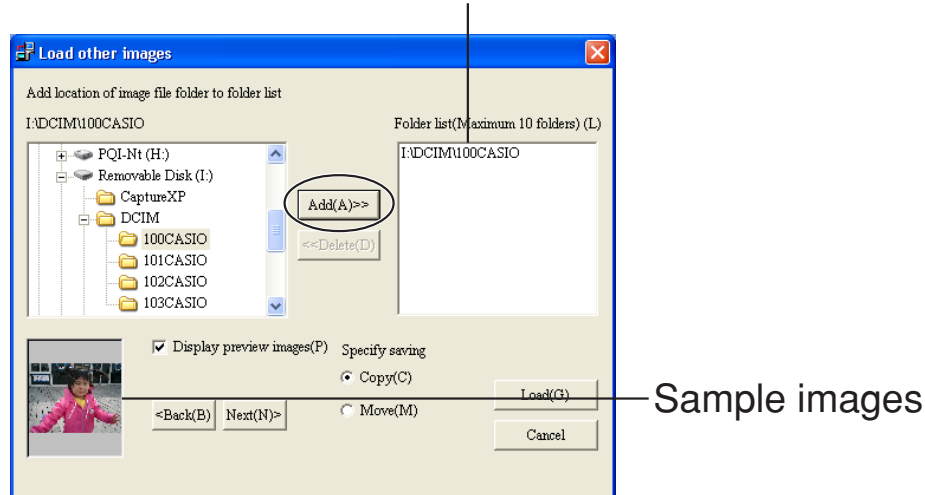 Load other images
Add location of image file folder to folder list
I:\DCIM\100CASIO
Folder list(Maximum 10 folders) (L)
PQI-Nt (H:)
Removable Disk (I:)
CaptureXP
DCIM
100CASIO
101CASIO
102CASIO
103CASIO
Add(A)>>
<<Delete(D)
I:\DCIM\100CASIO
Display preview images(P)
Specify saving
Copy(C)
Move(M)
<Back(B)
Next(N)>
Load(G)
Cancel
Sample images